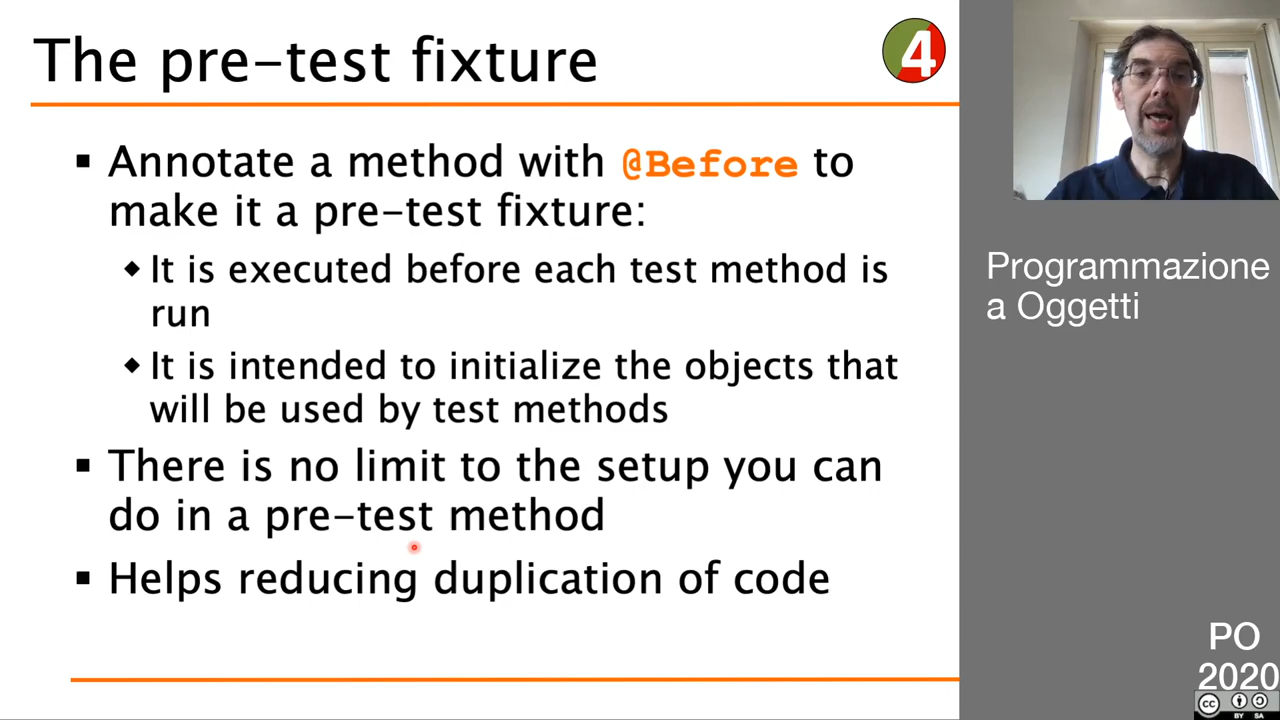 The pre-test fixture
4
▪ Annotate a method with @Before to
make it a pre-test fixture:
◆ It is executed before each test method is
run
◆ It is intended to initialize the objects that
will be used by test methods
▪ There is no limit to the setup you can
do in a pre-test method
▪ Helps reducing duplication of code
Programmazione
a Oggetti
PO
2020
cc
BY SA